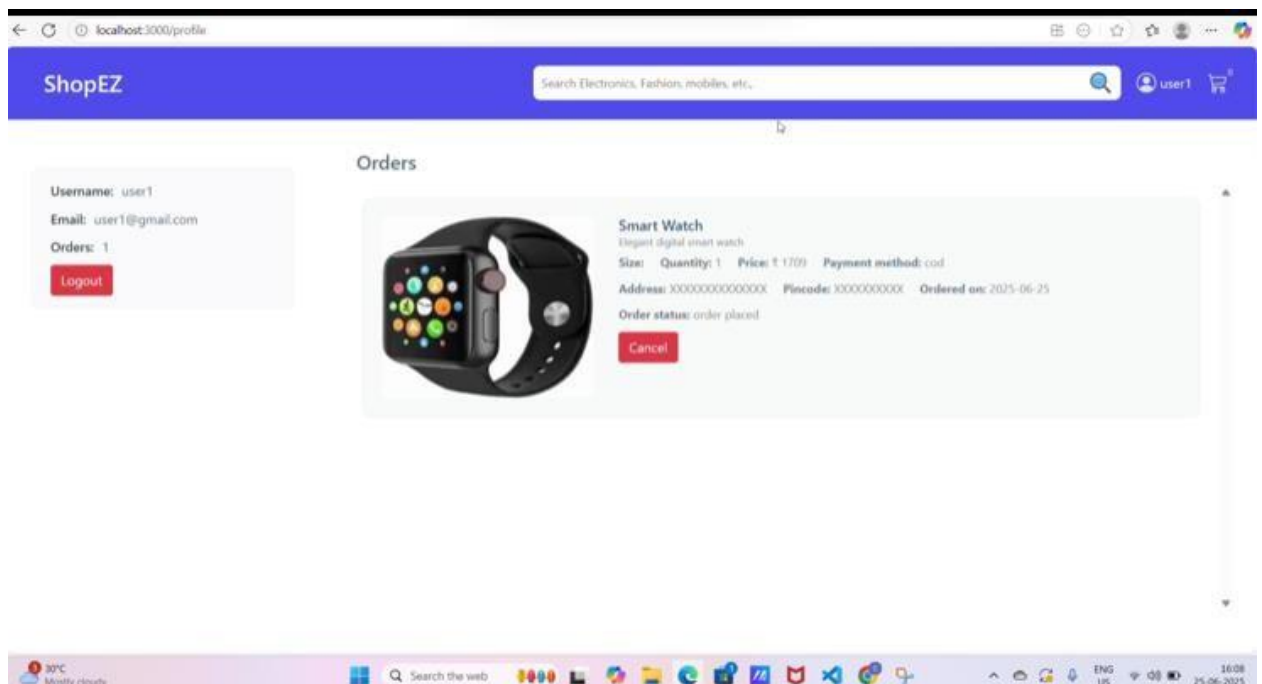 localhost:3000/profile
ShopEZ
Search Electronics, Fashion, mobiles, etc.,
user1
0
Orders
Username: user1
Email: user1@gmail.com
Orders: 1
Logout
Smart Watch
Elegant digital smart watch
Size: Quantity: 1 Price: ₹ 1709 Payment method: cod
Address: XXXXXXXXXXXXXX Pincode: XXXXXXXXXX Ordered on: 2025-06-25
Order status: order placed
Cancel
30°C
Mostly cloudy
Search the web
ENG
US
16:08
25-06-2025